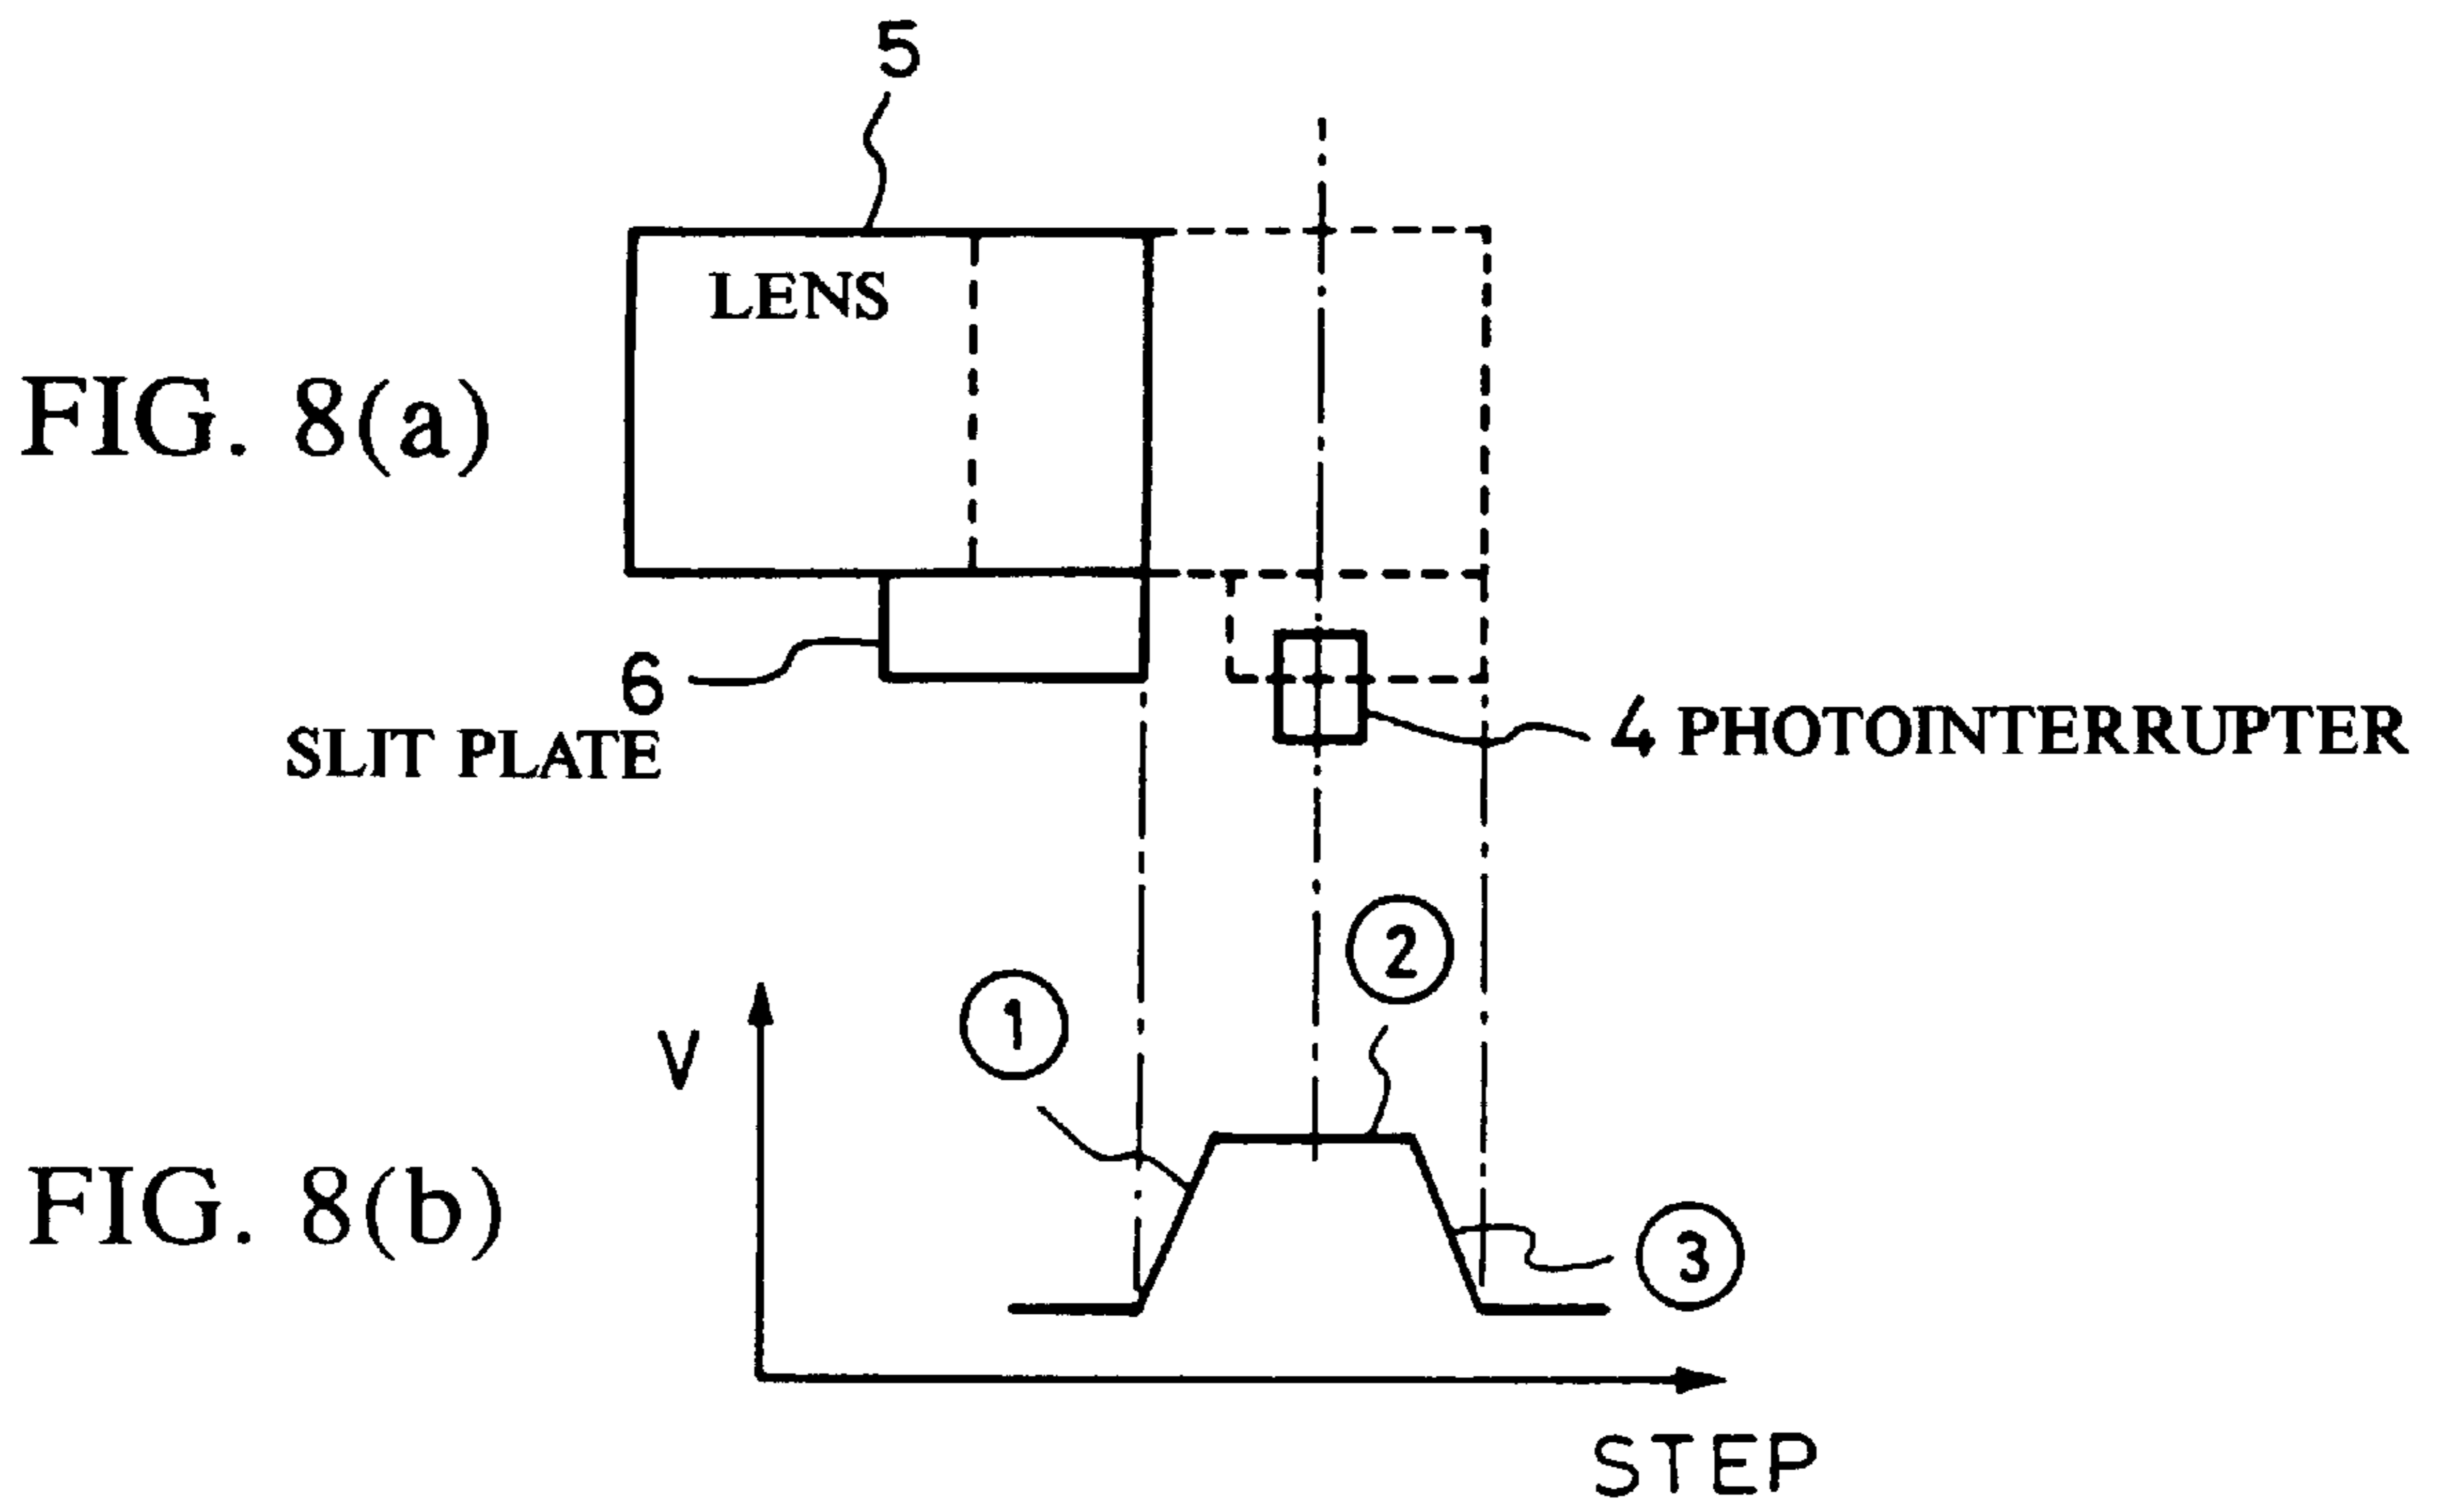 5
LENS
FIG. 8(a)
6
SLIT PLATE
4 PHOTOINTERRUPTER
2
1
V
FIG. 8(b)
3
STEP